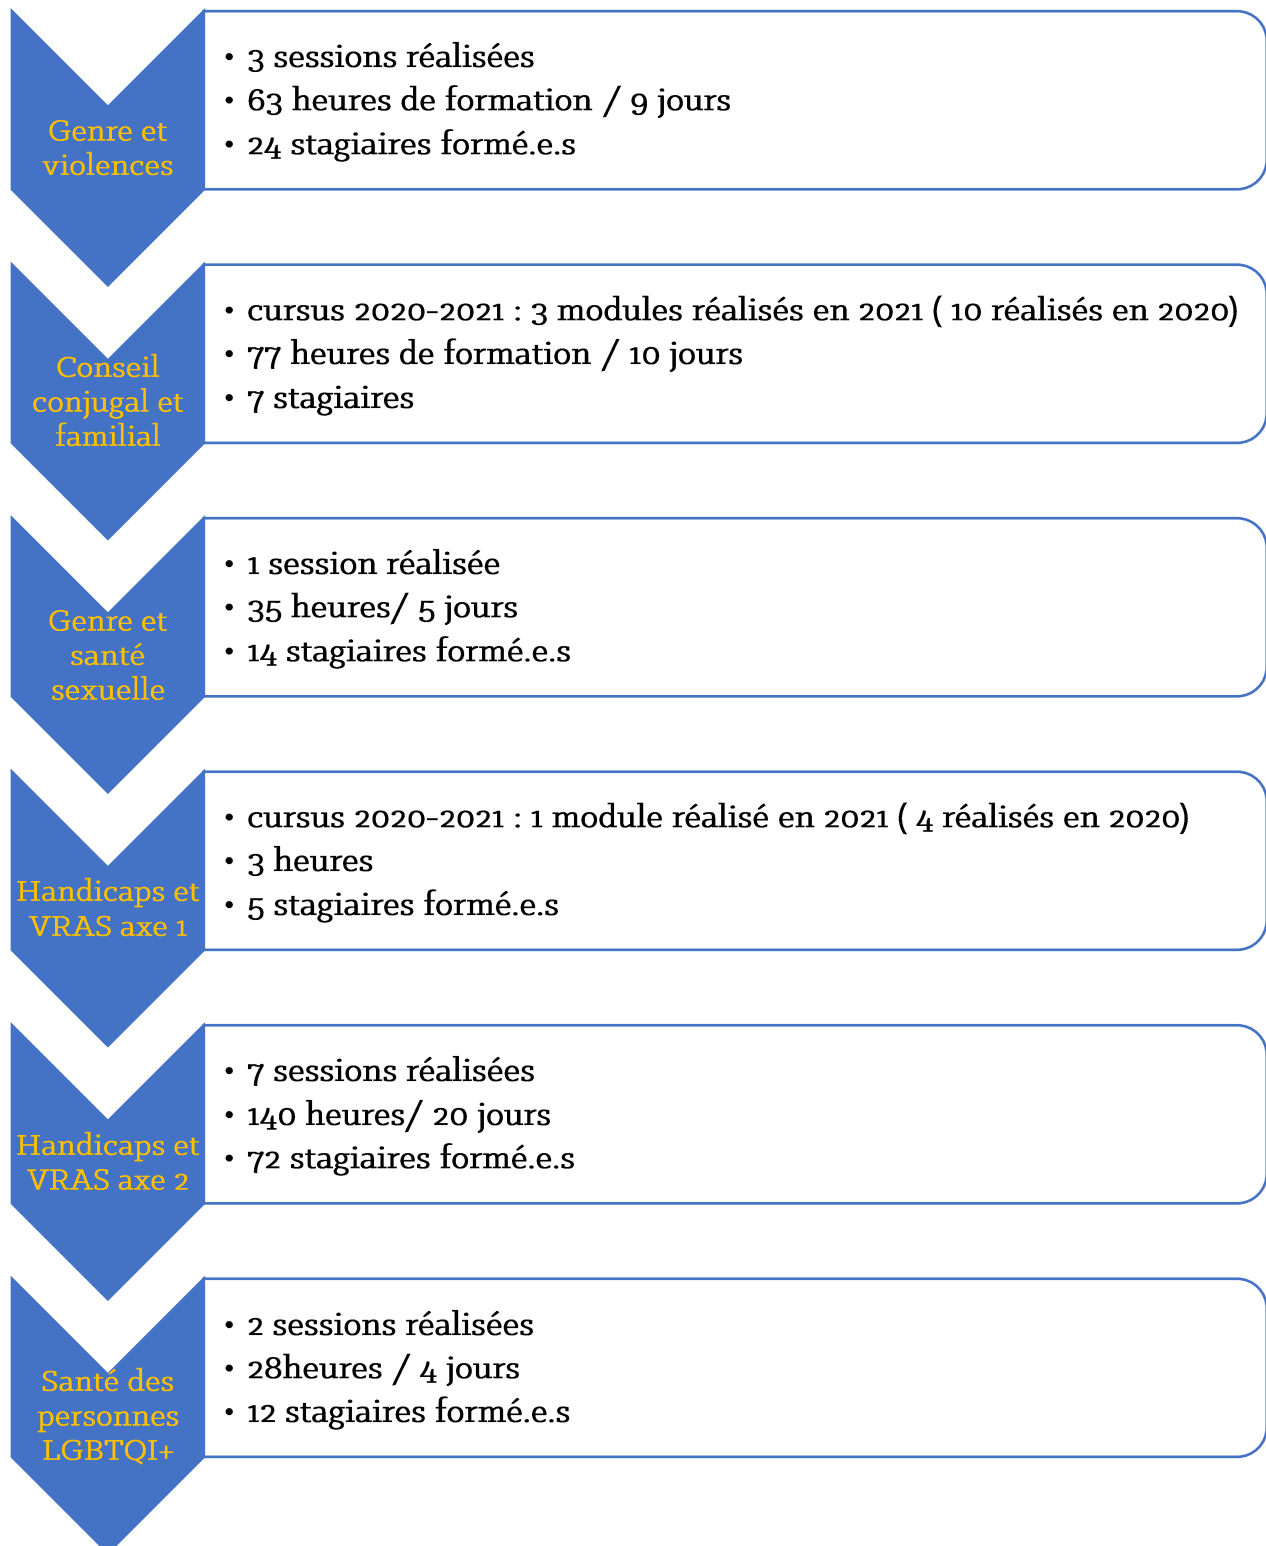 Genre et
violences
• 3 sessions réalisées
• 63 heures de formation / 9 jours
• 24 stagiaires formé.e.s
Conseil
conjugal et
familial
• cursus 2020-2021 : 3 modules réalisés en 2021 ( 10 réalisés en 2020)
• 77 heures de formation / 10 jours
• 7 stagiaires
Genre et
santé
sexuelle
• 1 session réalisée
• 35 heures/ 5 jours
• 14 stagiaires formé.e.s
Handicaps et
VRAS axe 1
• cursus 2020-2021 : 1 module réalisé en 2021 ( 4 réalisés en 2020)
• 3 heures
• 5 stagiaires formé.e.s
Handicaps et
VRAS axe 2
• 7 sessions réalisées
• 140 heures/ 20 jours
• 72 stagiaires formé.e.s
Santé des
personnes
LGBTQI+
• 2 sessions réalisées
• 28heures / 4 jours
• 12 stagiaires formé.e.s